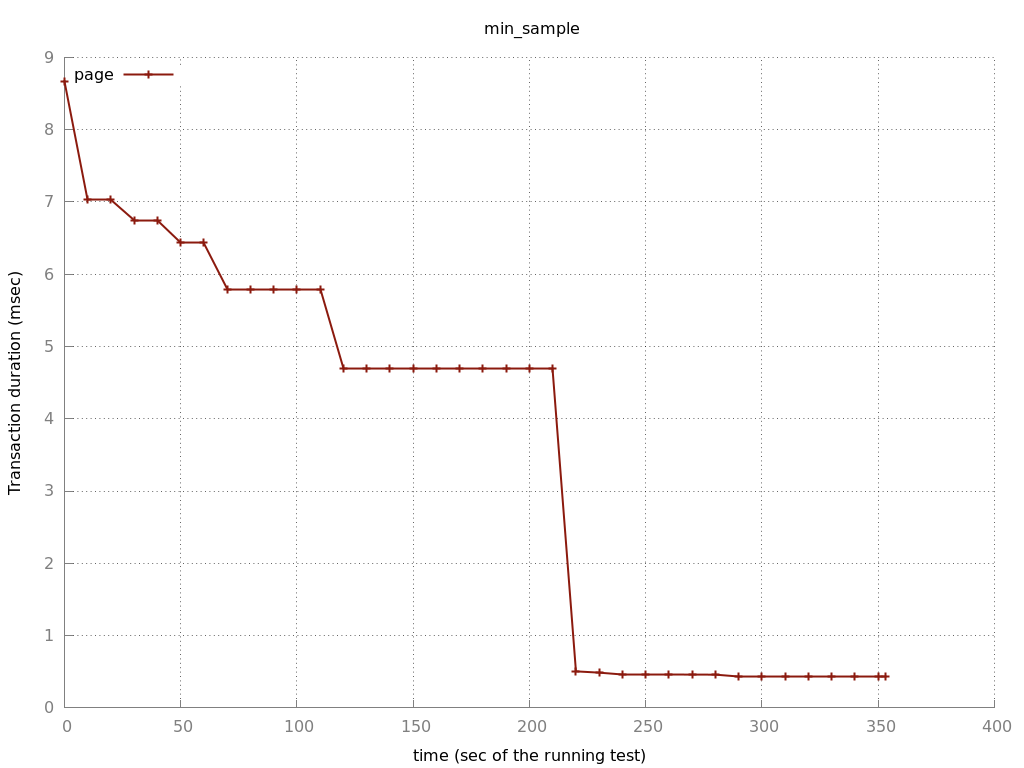 min_sample
page
9
8
7
6
5
4
3
2
1
0
Transaction duration (msec)
0 50 100 150 200 250 300 350 400
time (sec of the running test)